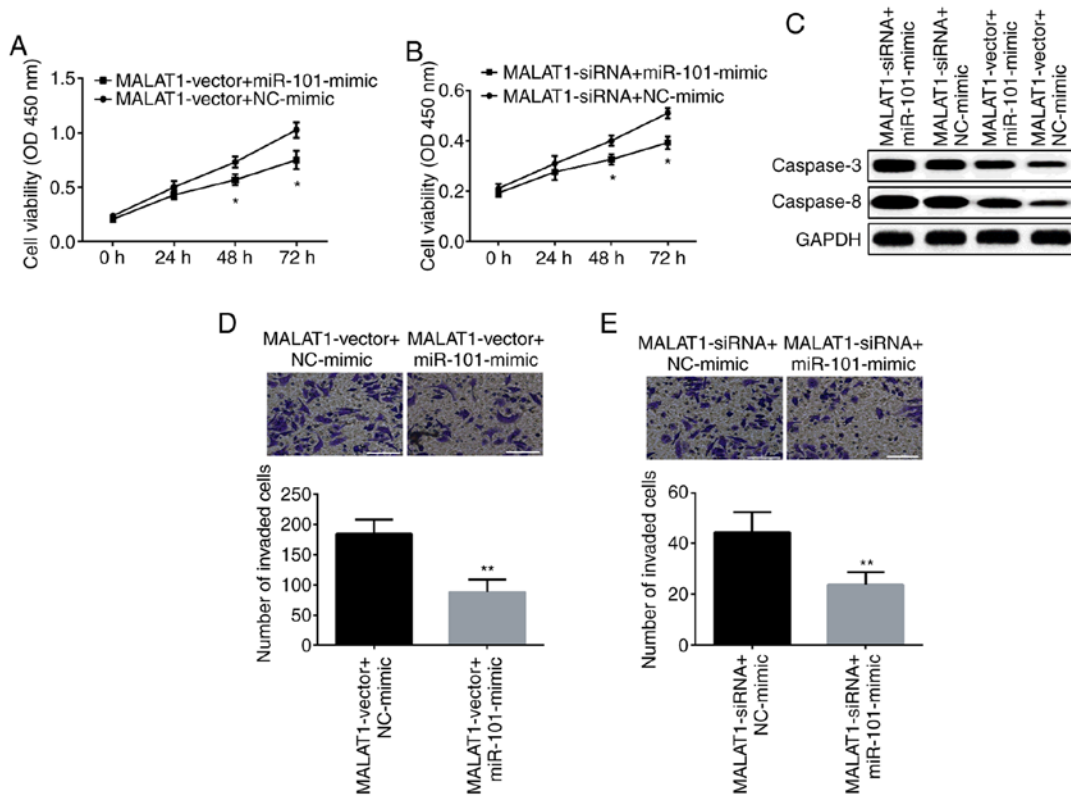 A
MALAT1-vector+miR-101-mimic
MALAT1-vector+NC-mimic
Cell viability (OD 450 nm)
1.5
1.0
0.5
0.0
0 h
24 h
48 h
72 h
*
*
B
MALAT1-siRNA+miR-101-mimic
MALAT1-siRNA+NC-mimic
Cell viability (OD 450 nm)
0.6
0.4
0.2
0.0
0 h
24 h
48 h
72 h
*
*
C
MALAT1-siRNA+
miR-101-mimic
MALAT1-siRNA+
NC-mimic
MALAT1-vector+
miR-101-mimic
MALAT1-vector+
NC-mimic
Caspase-3
Caspase-8
GAPDH
D
MALAT1-vector+
NC-mimic
MALAT1-vector+
miR-101-mimic
Number of invaded cells
250
200
150
100
50
0
**
MALAT1-vector+
NC-mimic
MALAT1-vector+
miR-101-mimic
E
MALAT1-siRNA+
NC-mimic
MALAT1-siRNA+
miR-101-mimic
Number of invaded cells
60
40
20
0
**
MALAT1-siRNA+
NC-mimic
MALAT1-siRNA+
miR-101-mimic